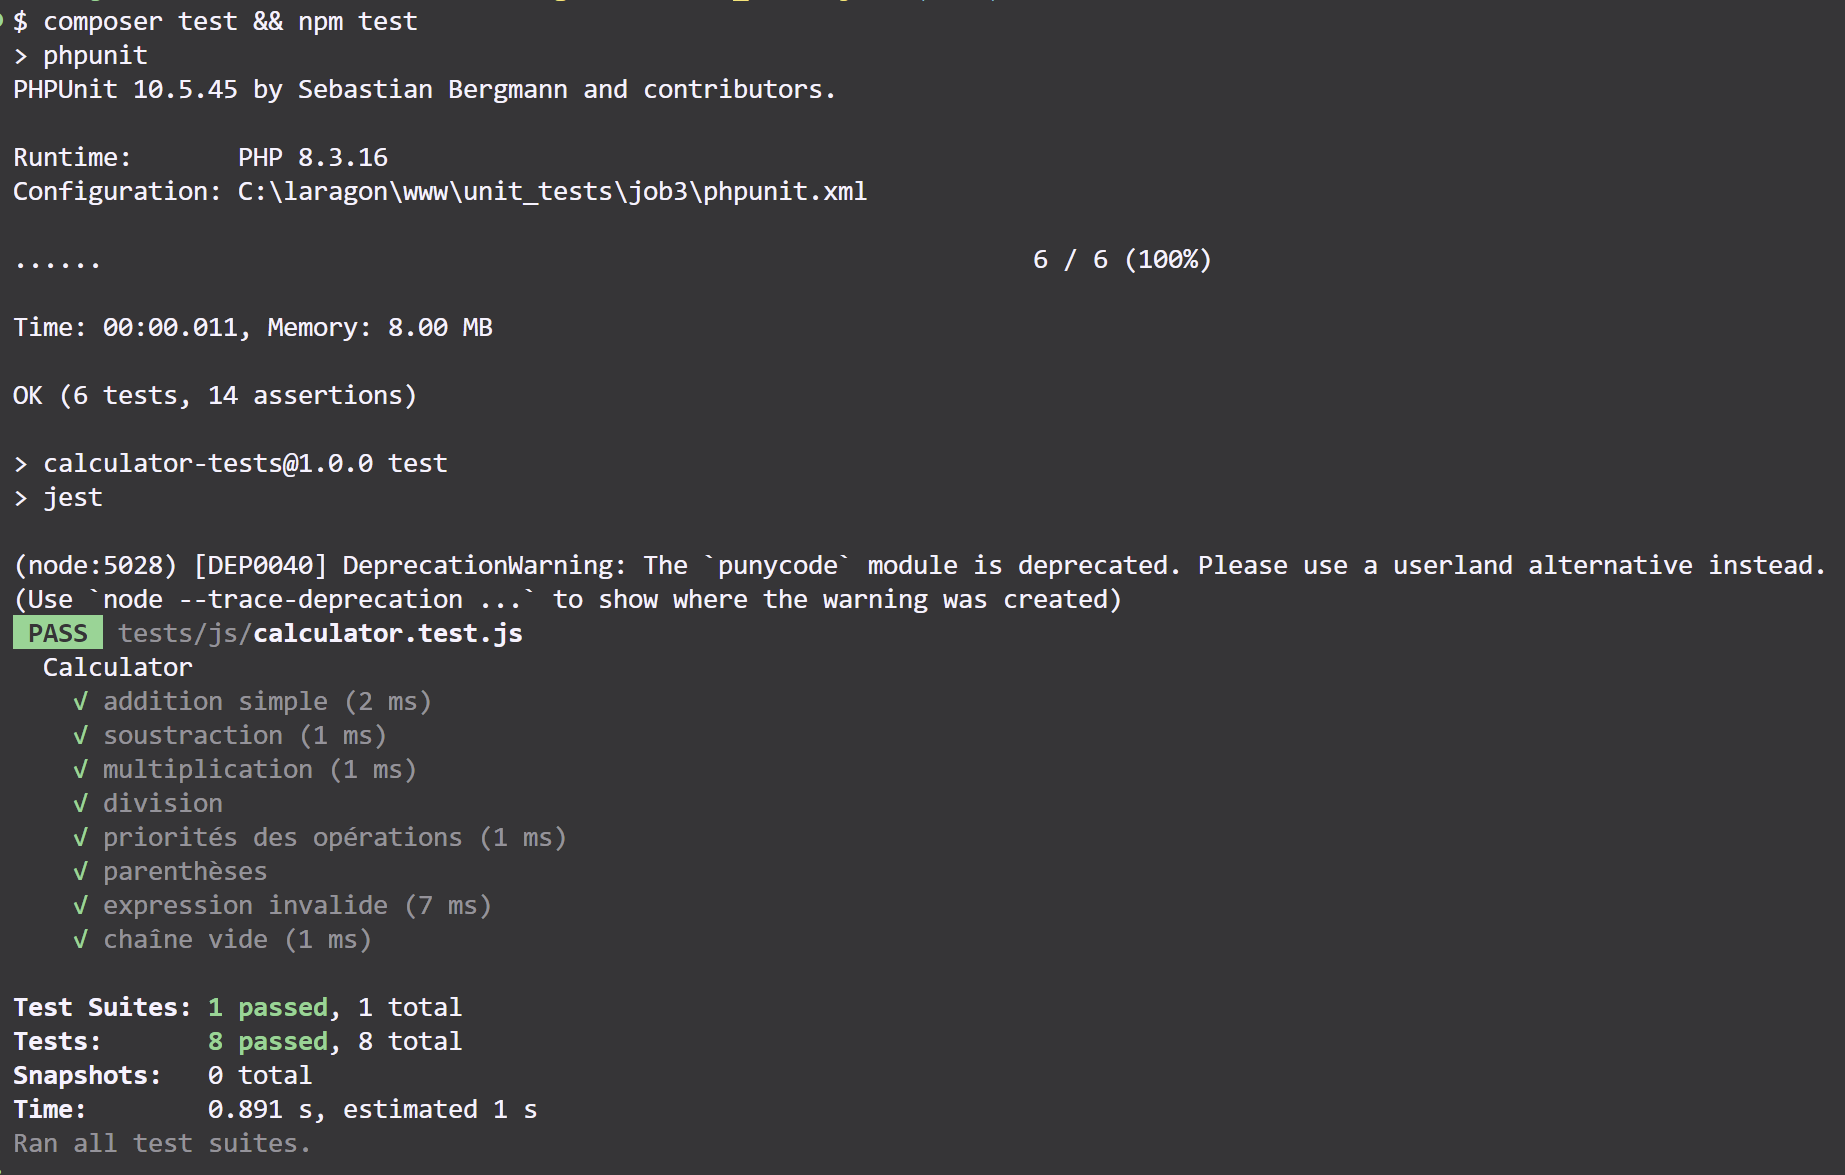 $ composer test && npm test
> phpunit
PHPUnit 10.5.45 by Sebastian Bergmann and contributors.
Runtime:       PHP 8.3.16
Configuration: C:\laragon\www\unit_tests\job3\phpunit.xml
......                                                              6 / 6 (100%)
Time: 00:00.011, Memory: 8.00 MB
OK (6 tests, 14 assertions)
> calculator-tests@1.0.0 test
> jest
(node:5028) [DEP0040] DeprecationWarning: The `punycode` module is deprecated. Please use a userland alternative instead.
(Use `node --trace-deprecation ...` to show where the warning was created)
PASS tests/js/calculator.test.js
Calculator
√ addition simple (2 ms)
√ soustraction (1 ms)
√ multiplication (1 ms)
√ division
√ priorités des opérations (1 ms)
√ parenthèses
√ expression invalide (7 ms)
√ chaîne vide (1 ms)
Test Suites: 1 passed, 1 total
Tests:       8 passed, 8 total
Snapshots:   0 total
Time:        0.891 s, estimated 1 s
Ran all test suites.